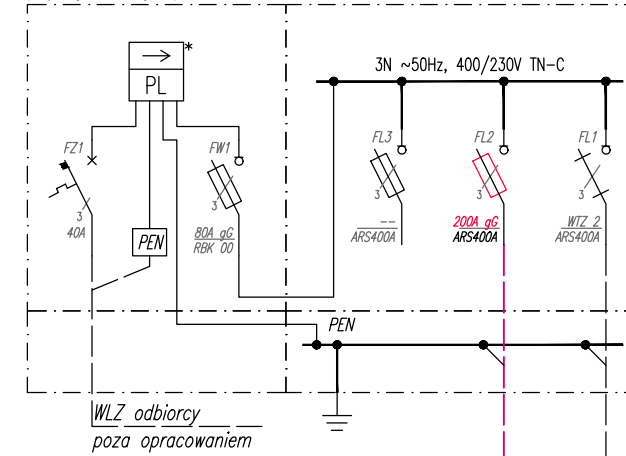 *
PL
3N ~50Hz, 400/230V TN-C
FZ1
FW1
FL3
FL2
FL1
3
3
3
3
3
40A
PEN
80A gG
RBK 00
--
ARS400A
200A gG
ARS400A
WTZ 2
ARS400A
PEN
WLZ odbiorcy
poza opracowaniem